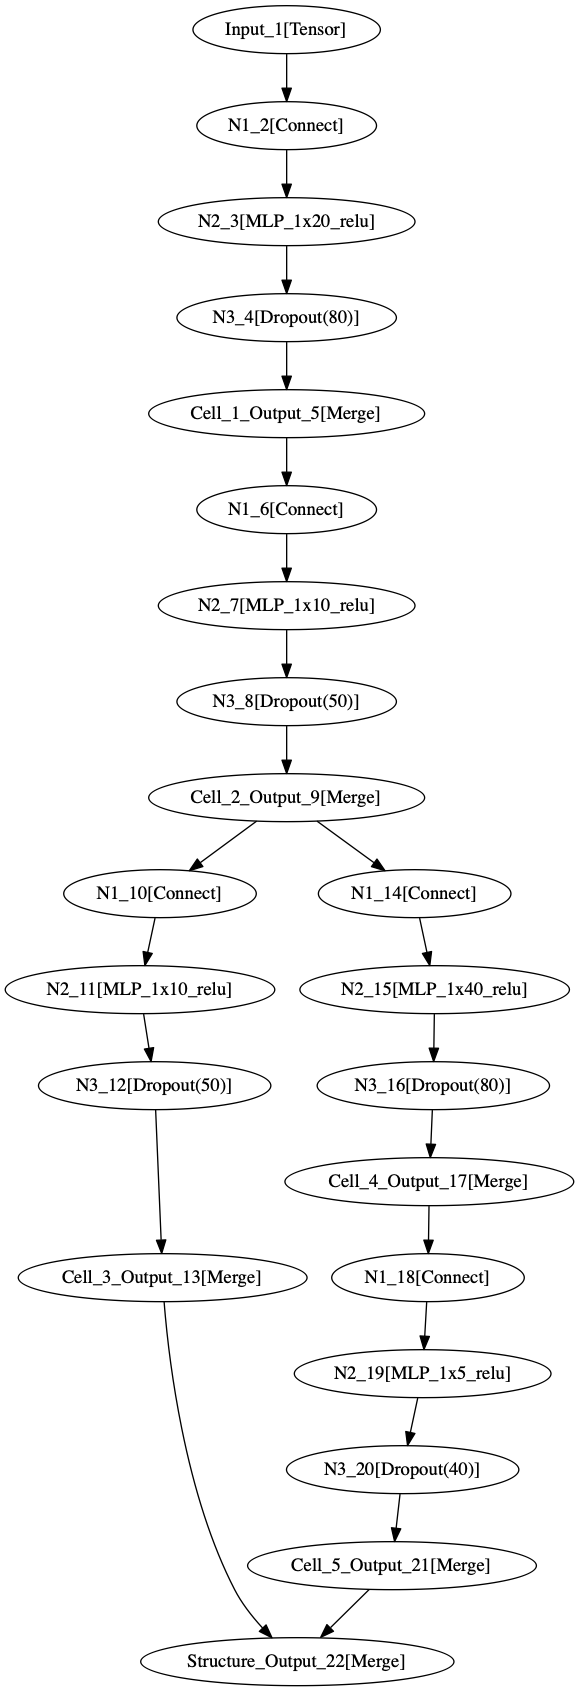 Input_1[Tensor]
N1_2[Connect]
N2_3[MLP_1x20_relu]
N3_4[Dropout(80)]
Cell_1_Output_5[Merge]
N1_6[Connect]
N2_7[MLP_1x10_relu]
N3_8[Dropout(50)]
Cell_2_Output_9[Merge]
N1_10[Connect]
N1_14[Connect]
N2_11[MLP_1x10_relu]
N2_15[MLP_1x40_relu]
N3_12[Dropout(50)]
N3_16[Dropout(80)]
Cell_4_Output_17[Merge]
Cell_3_Output_13[Merge]
N1_18[Connect]
N2_19[MLP_1x5_relu]
N3_20[Dropout(40)]
Cell_5_Output_21[Merge]
Structure_Output_22[Merge]